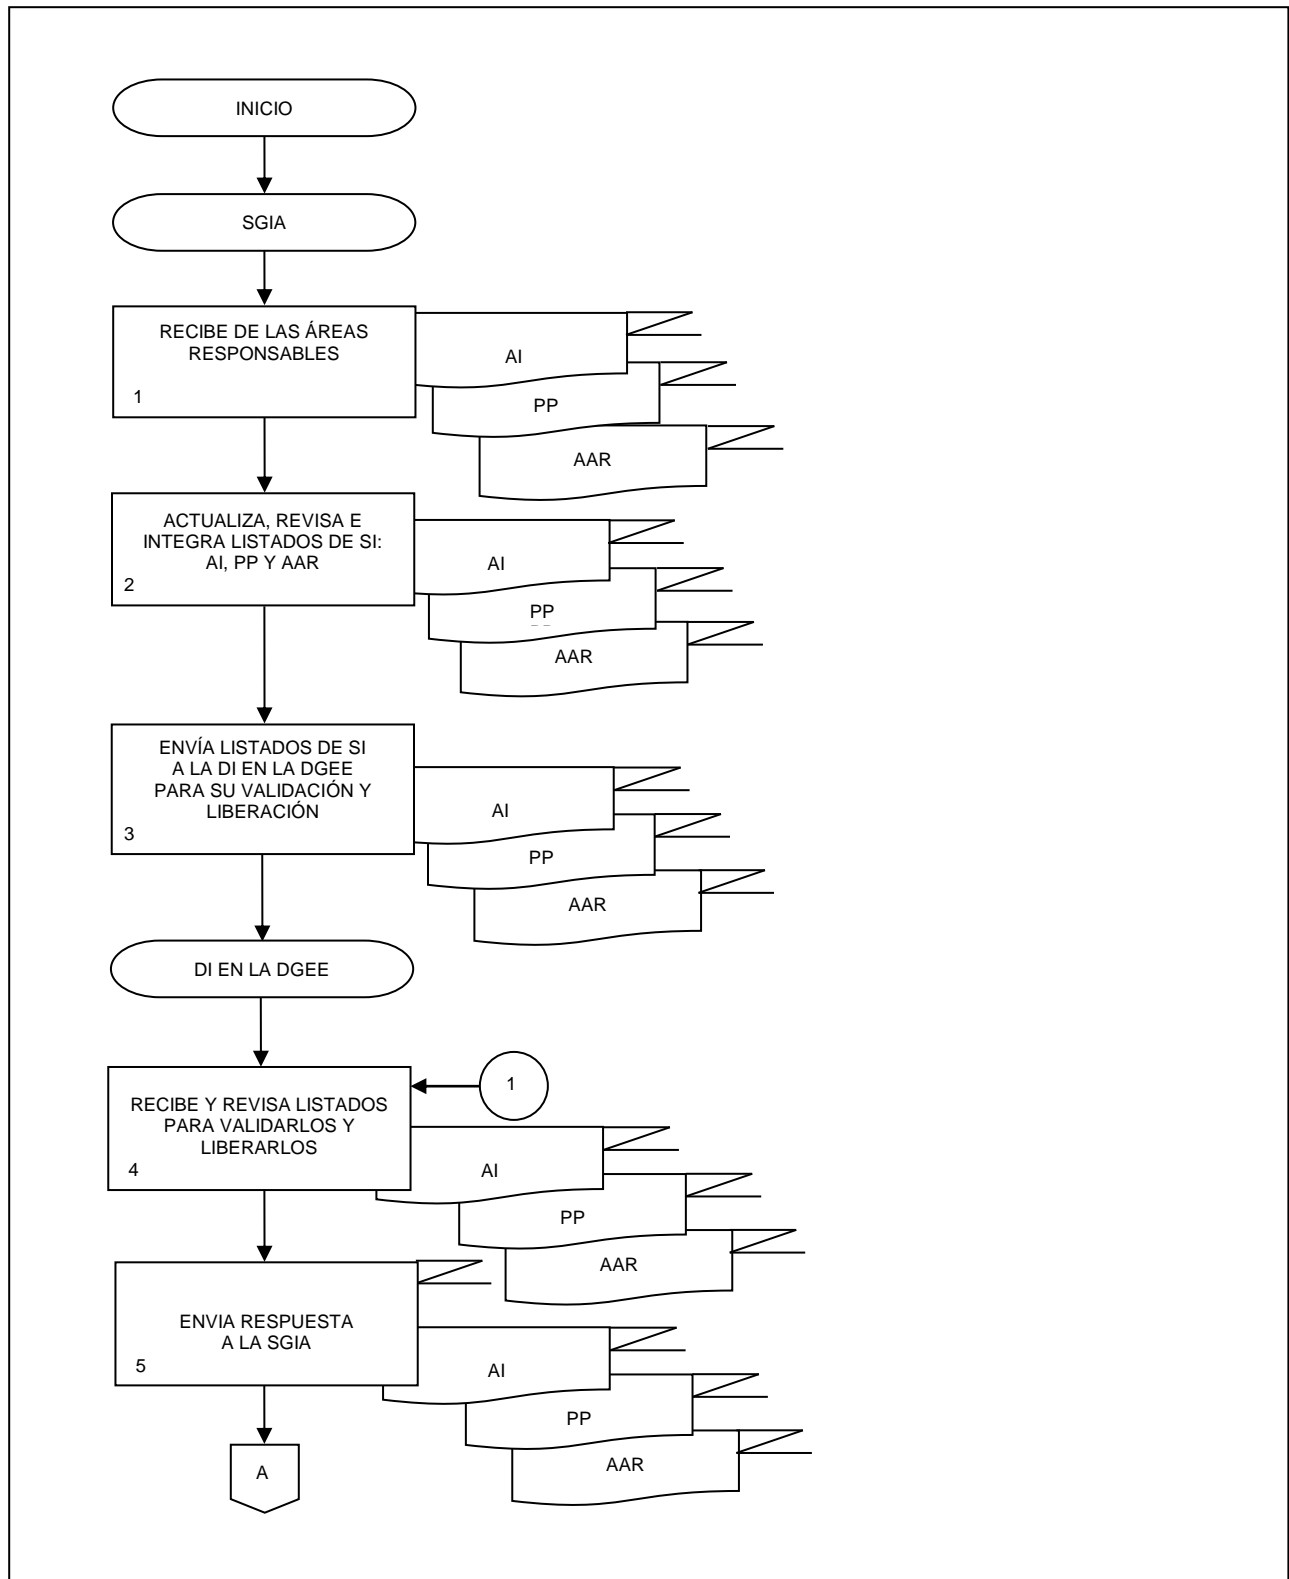 INICIO
SGIA
RECIBE DE LAS ÁREAS
RESPONSABLES
1
AI
PP
AAR
ACTUALIZA, REVISA E
INTEGRA LISTADOS DE SI:
AI, PP Y AAR
2
AI
PP
AAR
ENVÍA LISTADOS DE SI
A LA DI EN LA DGEE
PARA SU VALIDACIÓN Y
LIBERACIÓN
3
AI
PP
AAR
DI EN LA DGEE
1
RECIBE Y REVISA LISTADOS
PARA VALIDARLOS Y
LIBERARLOS
4
AI
PP
AAR
ENVIA RESPUESTA
A LA SGIA
5
AI
PP
AAR
A